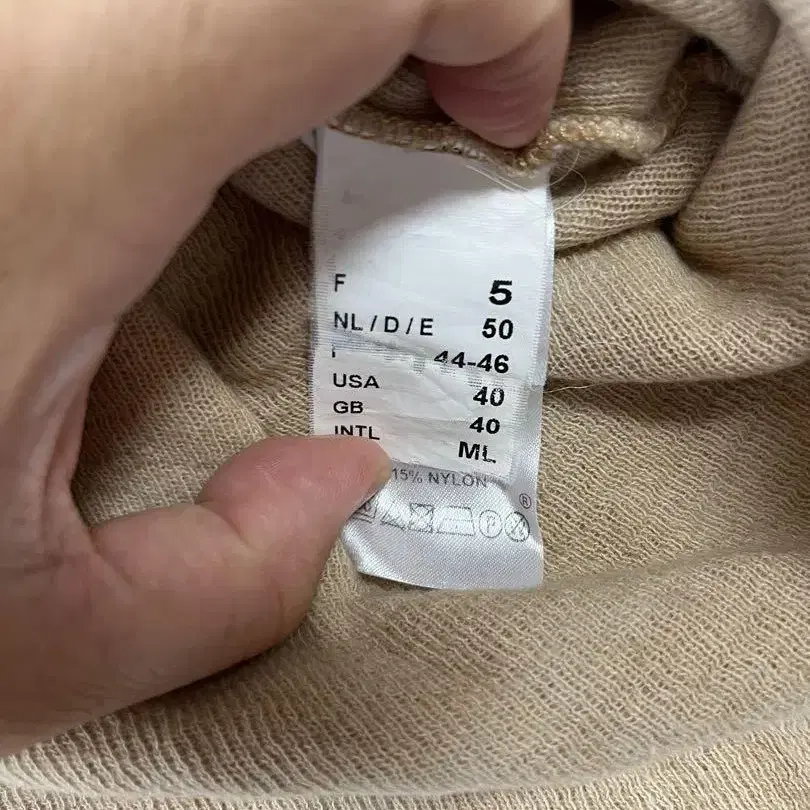 F 5
NL / D / E 50
I 44-46
USA 40
GB 40
INTL ML
15% NYLON
®